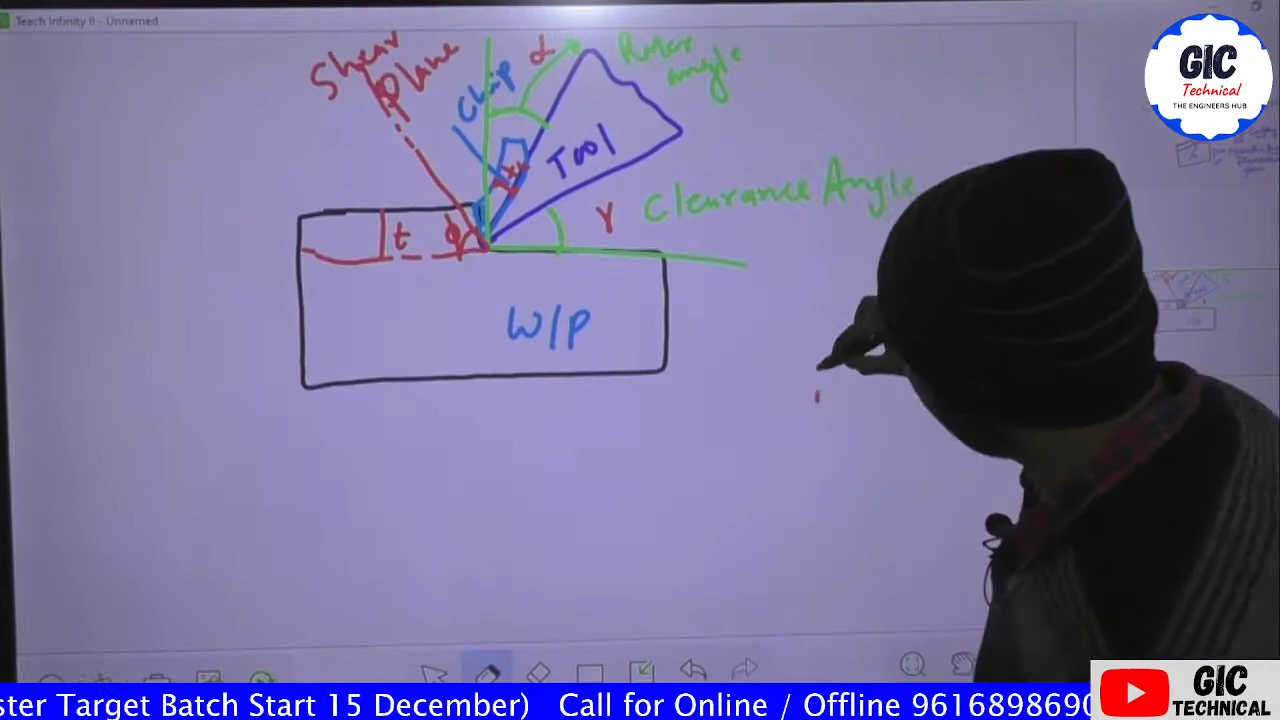 Teach Infinity II - Unnamed
GIC
Technical
THE ENGINEERS HUB
Shear
Plane
Chip
α
Rake
angle
Tool
Clearance Angle
γ
t
ϕ
W/P
ster Target Batch Start 15 December) Call for Online / Offline 9616898690
GIC
TECHNICAL